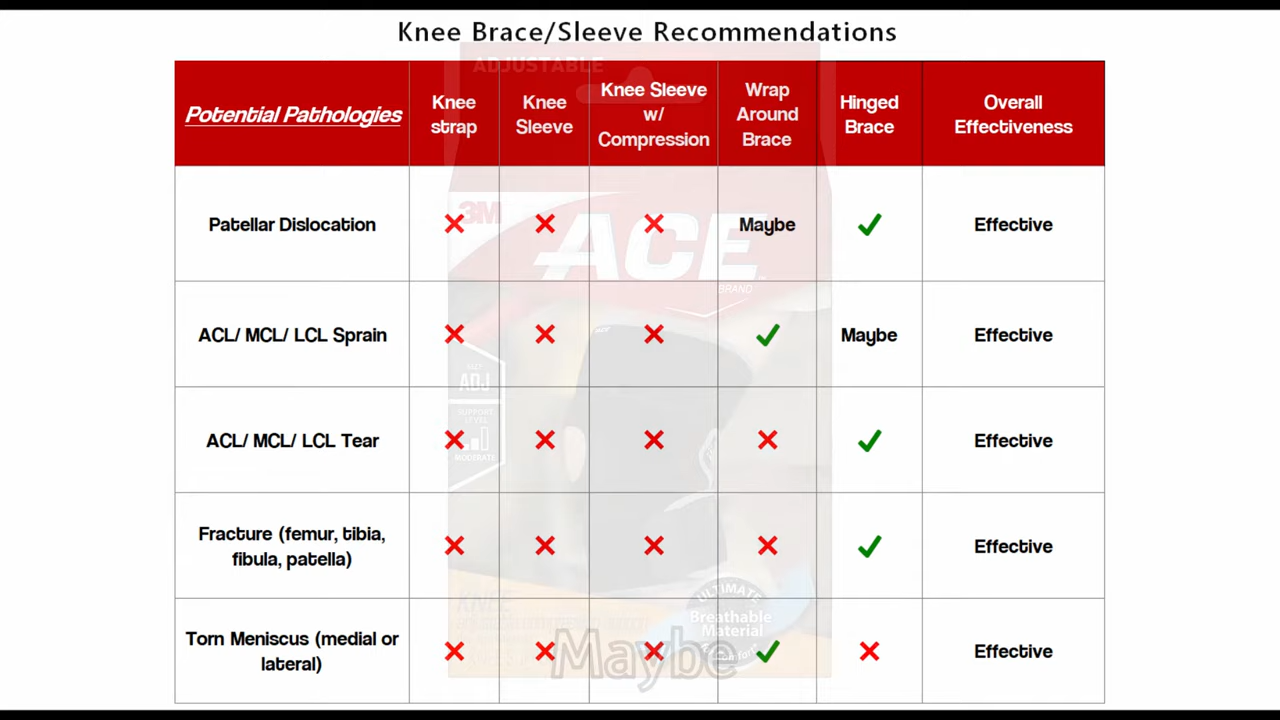 Knee Brace/Sleeve Recommendations
ADJUSTABLE
Potential Pathologies
Knee
strap
Knee
Sleeve
Knee Sleeve
w/
Compression
Wrap
Around
Brace
Hinged
Brace
Overall
Effectiveness
3M
ACE
BRAND
Patellar Dislocation
Maybe
Effective
ACL/ MCL/ LCL Sprain
Maybe
Effective
ADJ
SUPPORT
LEVEL
MODERATE
ACL/ MCL/ LCL Tear
Effective
Fracture (femur, tibia,
fibula, patella)
Effective
KNEE
ULTIMATE
Breathable
Material
Torn Meniscus (medial or
lateral)
Effective
Maybe